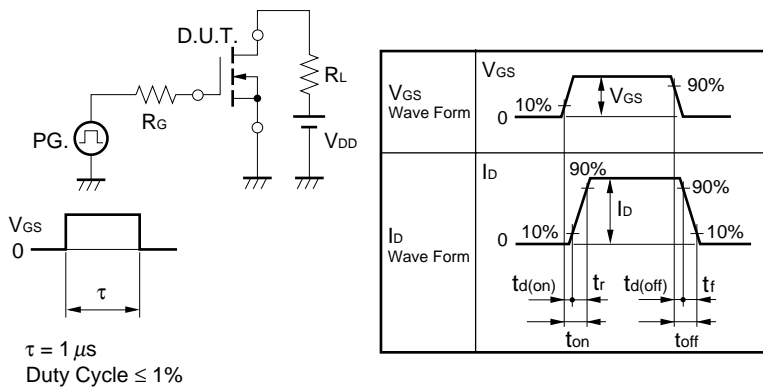 D.U.T.
RL
RG
PG.
VDD
VGS
0
τ
τ = 1 μs
Duty Cycle ≤ 1%
VGS
Wave Form
VGS
10%
VGS
90%
0
ID
Wave Form
ID
90%
90%
ID
10%
10%
0
td(on) tr td(off) tf
ton toff